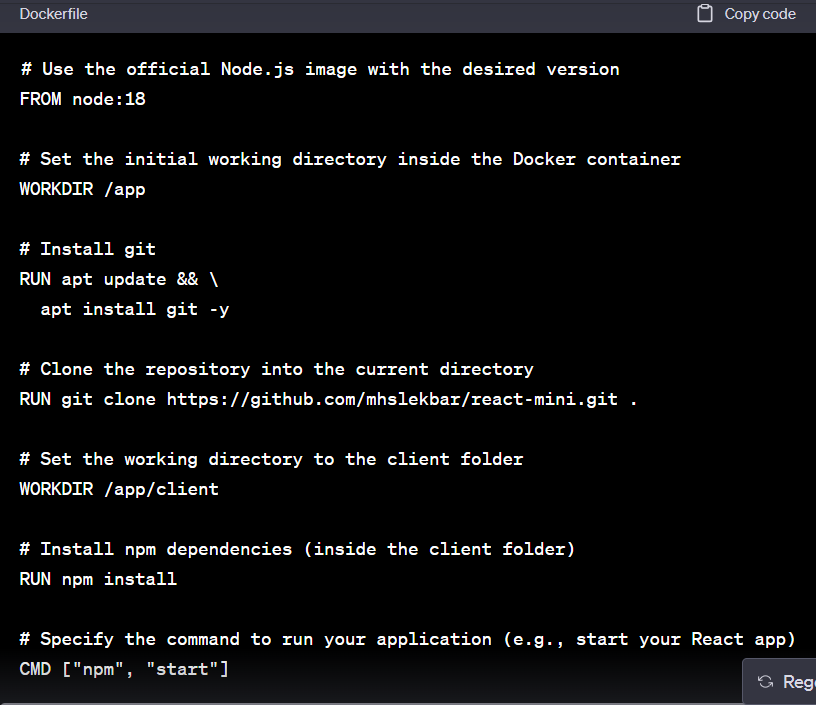 Dockerfile
Copy code
# Use the official Node.js image with the desired version
FROM node:18
# Set the initial working directory inside the Docker container
WORKDIR /app
# Install git
RUN apt update && \
  apt install git -y
# Clone the repository into the current directory
RUN git clone https://github.com/mhslekbar/react-mini.git .
# Set the working directory to the client folder
WORKDIR /app/client
# Install npm dependencies (inside the client folder)
RUN npm install
# Specify the command to run your application (e.g., start your React app)
CMD ["npm", "start"]